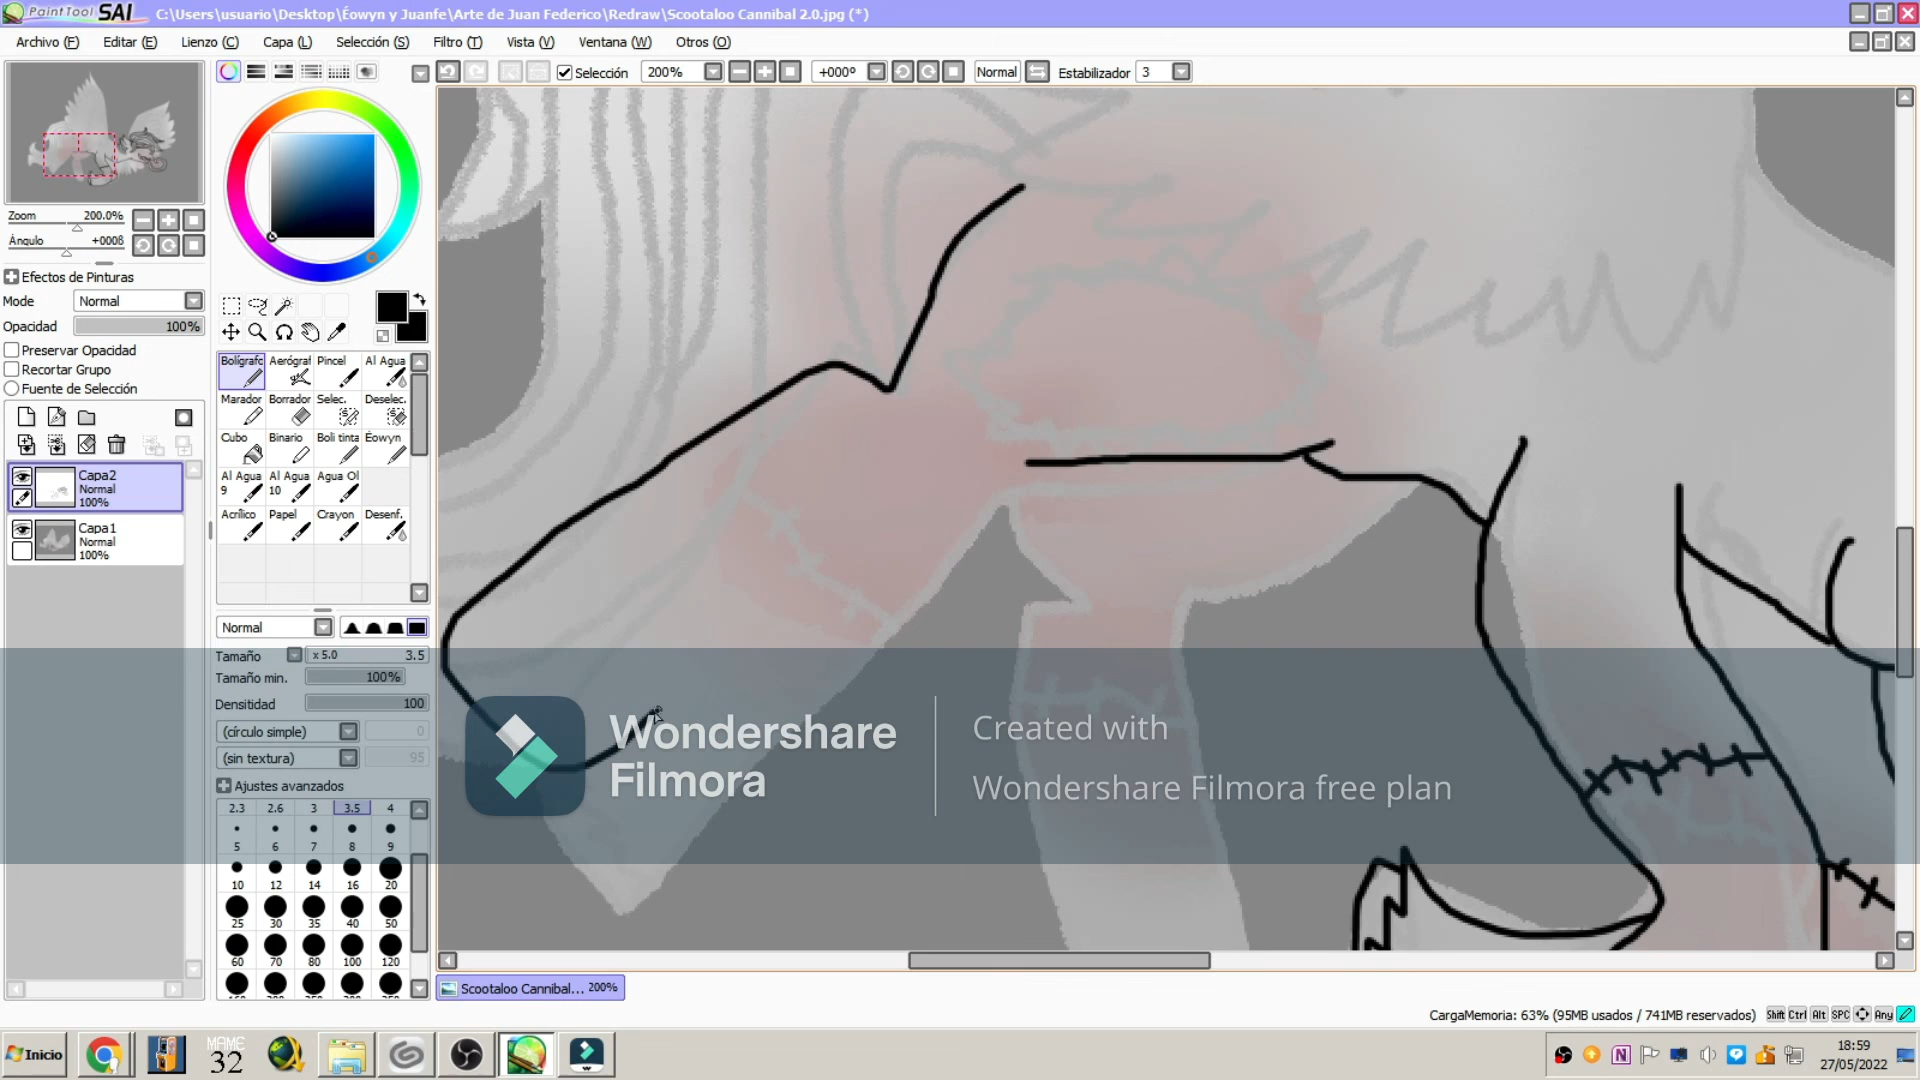 PaintTool SAI C:\Users\usuario\Desktop\Éowyn y Juanfe\Arte de Juan Federico\Redraw\Scootaloo Cannibal 2.0.jpg (*)
Archivo (F) Editar (E) Lienzo (C) Capa (L) Selección (S) Filtro (T) Vista (V) Ventana (W) Otros (O)
Selección 200% +000º Normal Estabilizador 3
Zoom 200.0%
Ángulo +000ß
Efectos de Pinturas
Mode Normal
Opacidad 100%
Preservar Opacidad
Recortar Grupo
Fuente de Selección
Capa2
Normal
100%
Capa1
Normal
100%
Bolígrafc Aerógraf Pincel Al Agua
Marador Borrador Selec. Deselec.
Cubo Binario Boli tinta Éowyn
Al Agua 9 Al Agua 10 Agua Ol
Acrílico Papel Crayon Desenf.
Normal
Tamaño x 5.0 3.5
Tamaño min. 100%
Densitidad 100
(círculo simple) 0
(sin textura) 95
Ajustes avanzados
2.3 2.6 3 3.5 4
5 6 7 8 9
10 12 14 16 20
25 30 35 40 50
60 70 80 100 120
Wondershare
Filmora
Created with
Wondershare Filmora free plan
Scootaloo Cannibal... 200%
CargaMemoria: 63% (95MB usados / 741MB reservados) Shift Ctrl Alt SPC Any
Inicio
MAME
32
N
18:59
27/05/2022